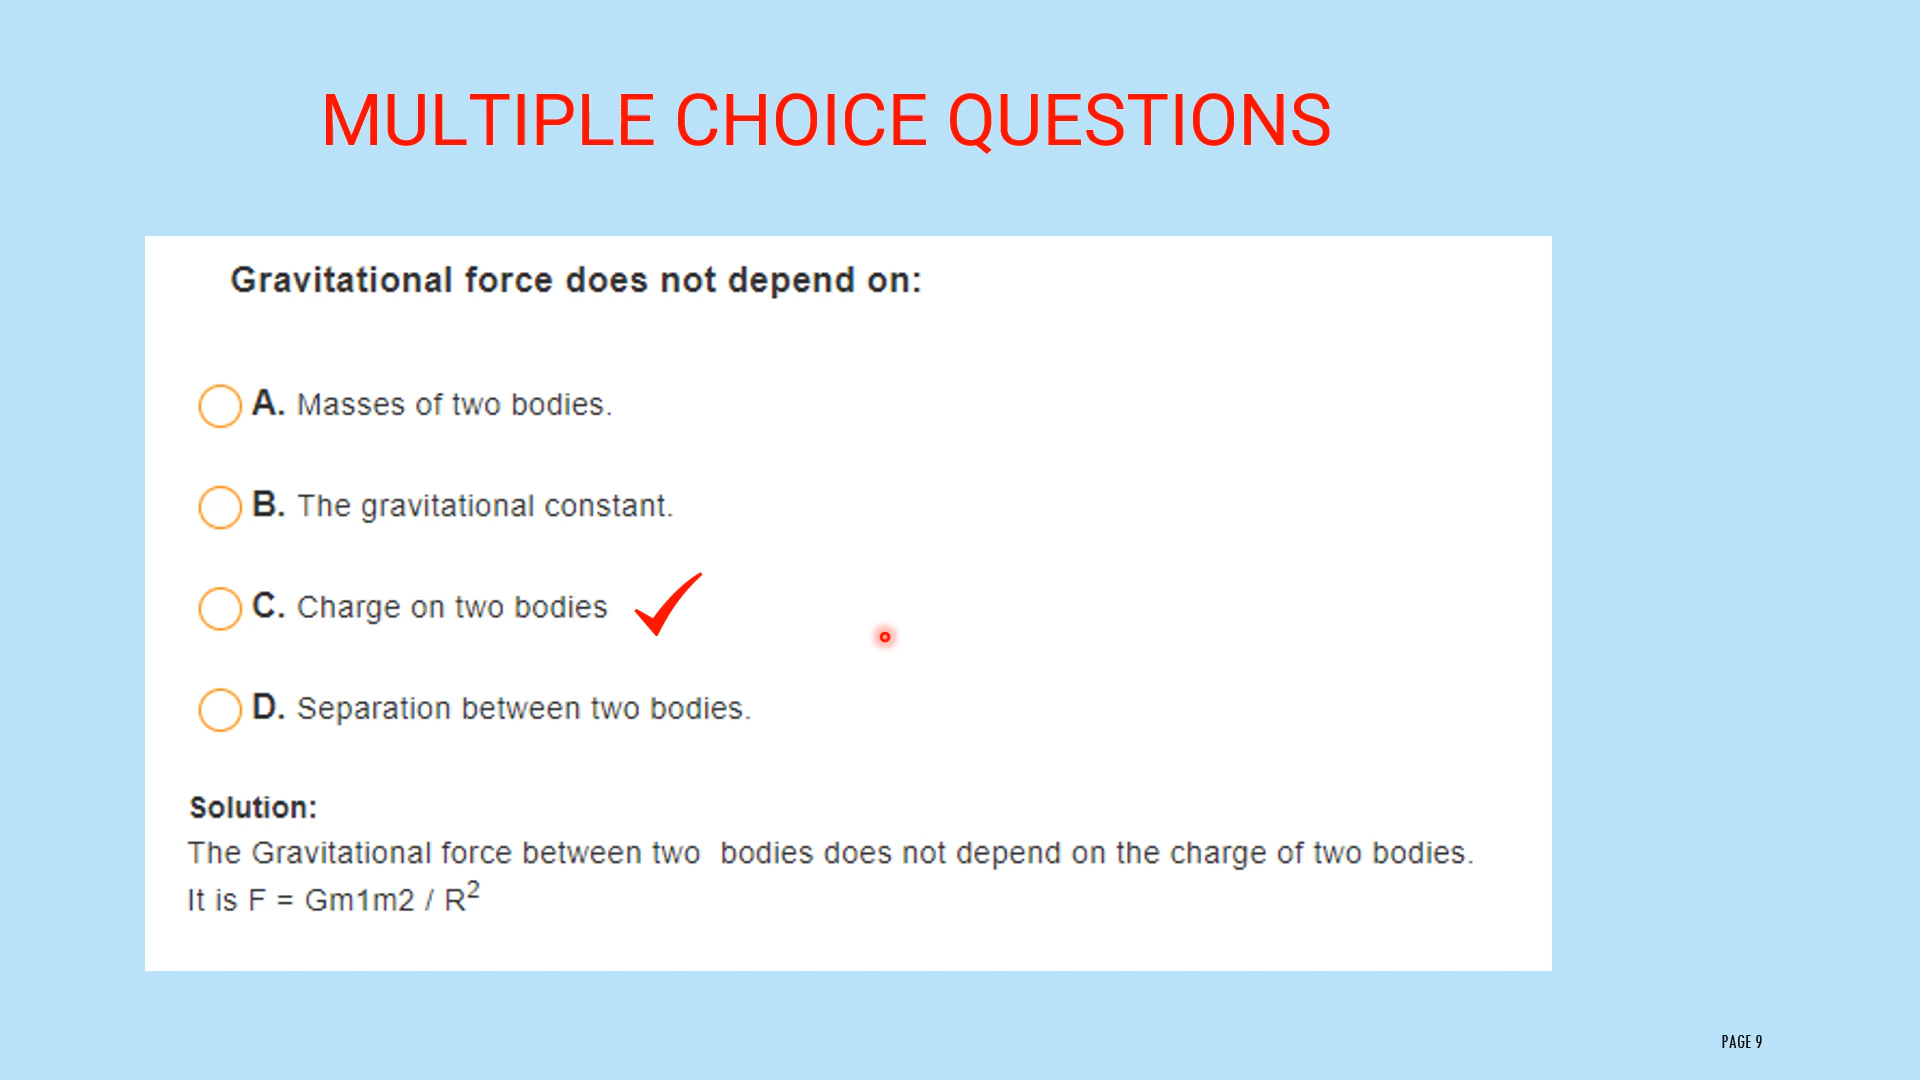 MULTIPLE CHOICE QUESTIONS
Gravitational force does not depend on:
A. Masses of two bodies.
B. The gravitational constant.
C. Charge on two bodies
D. Separation between two bodies.
Solution:
The Gravitational force between two  bodies does not depend on the charge of two bodies.
It is F = Gm1m2 / R²
PAGE 9